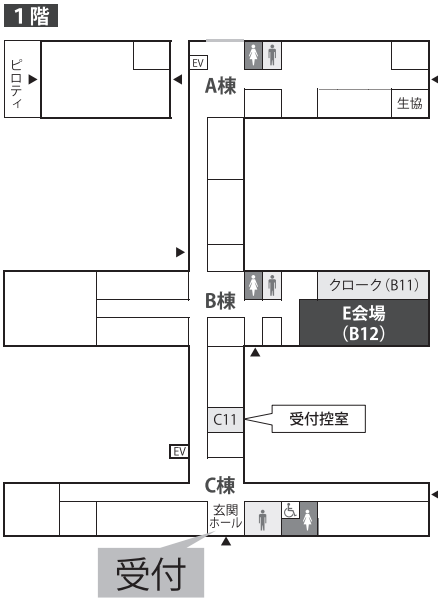 1階
ピロティ
EV
A棟
生協
クローク(B11)
B棟
E会場
(B12)
C11
受付控室
EV
C棟
玄関
ホール
受付